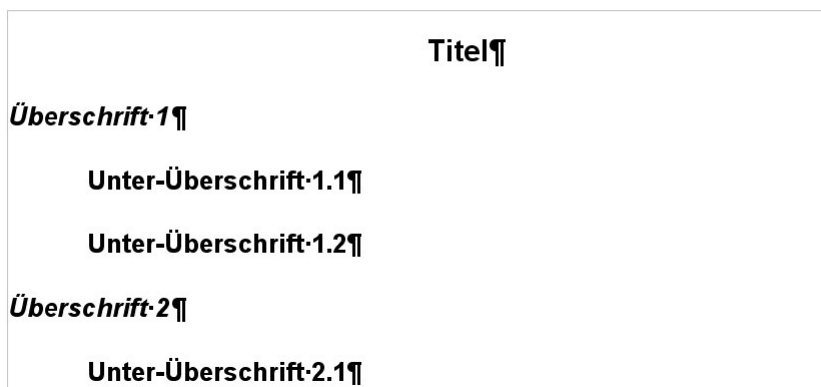 Titel¶
Überschrift·1¶
Unter-Überschrift·1.1¶
Unter-Überschrift·1.2¶
Überschrift·2¶
Unter-Überschrift·2.1¶